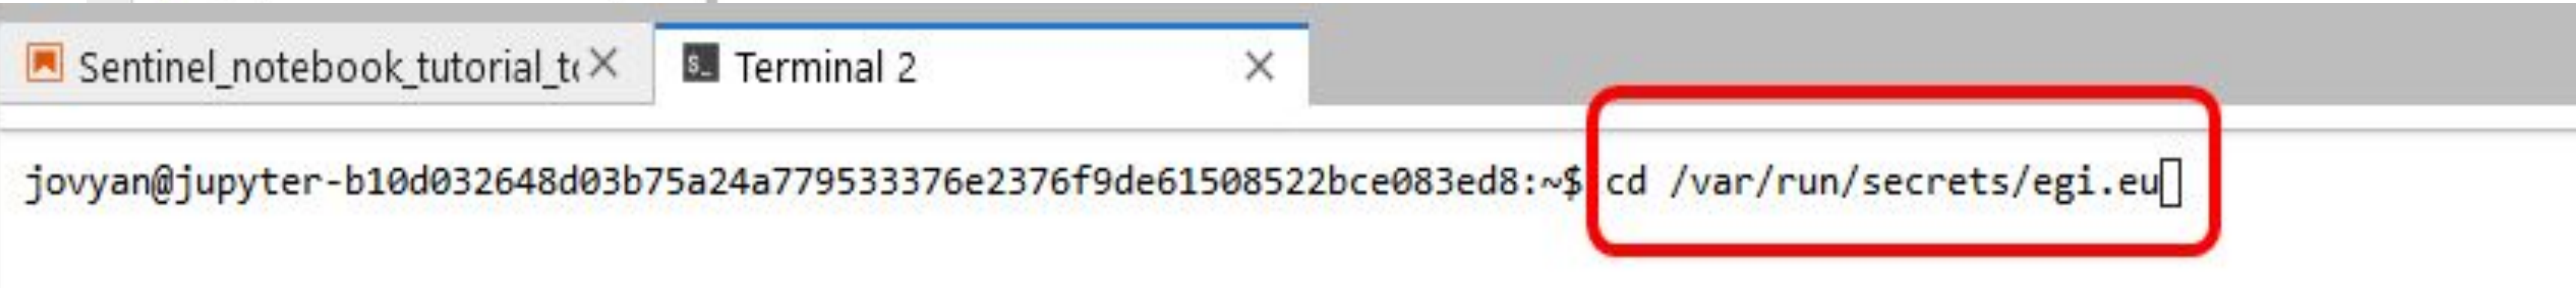 Sentinel_notebook_tutorial_t Terminal 2
jovyan@jupyter-b10d032648d03b75a24a779533376e2376f9de61508522bce083ed8:~$ cd /var/run/secrets/egi.eu